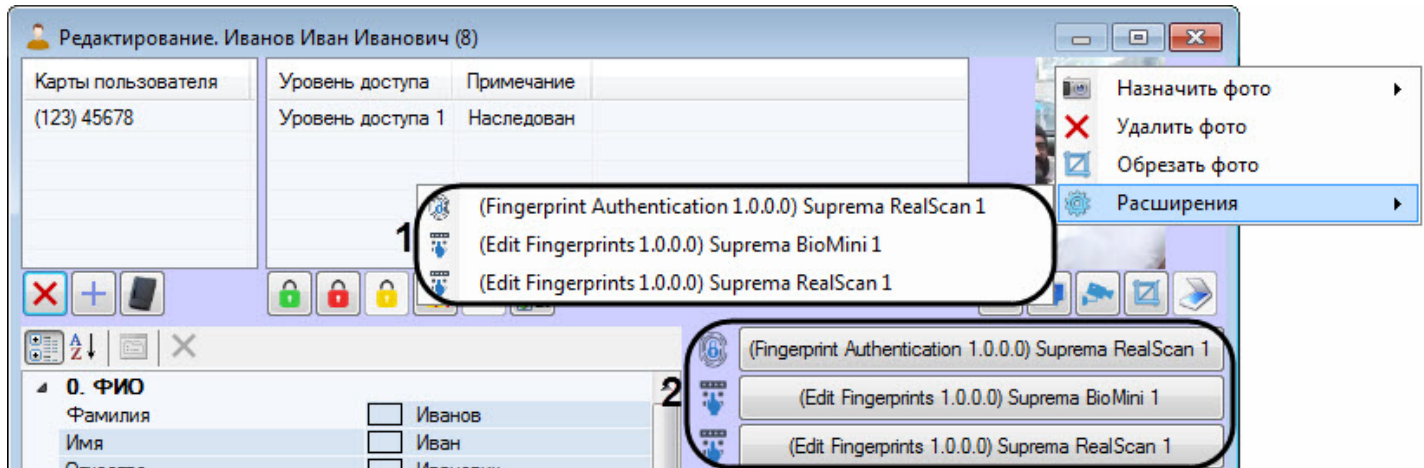 Редактирование. Иванов Иван Иванович (8)
Карты пользователя
Уровень доступа
Примечание
(123) 45678
Уровень доступа 1
Наследован
Назначить фото
Удалить фото
Обрезать фото
Расширения
1
(Fingerprint Authentication 1.0.0.0) Suprema RealScan 1
(Edit Fingerprints 1.0.0.0) Suprema BioMini 1
(Edit Fingerprints 1.0.0.0) Suprema RealScan 1
2
(Fingerprint Authentication 1.0.0.0) Suprema RealScan 1
(Edit Fingerprints 1.0.0.0) Suprema BioMini 1
(Edit Fingerprints 1.0.0.0) Suprema RealScan 1
0. ФИО
Фамилия
Иванов
Имя
Иван